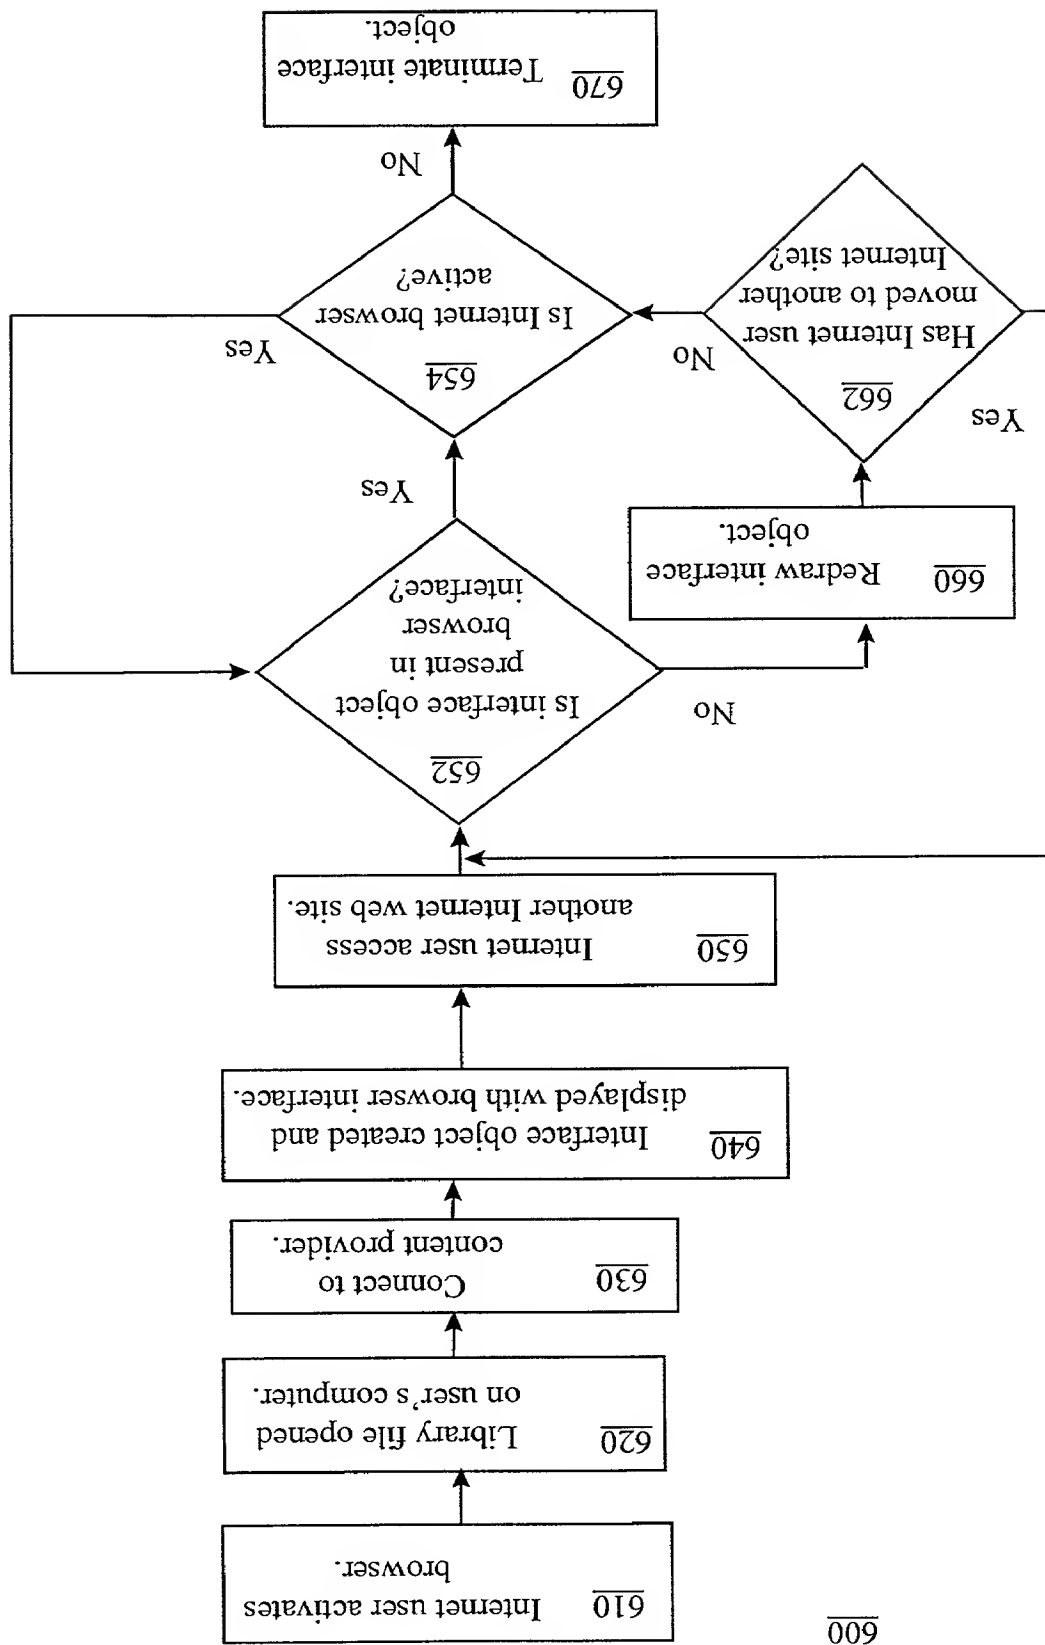 600
610
Internet user activates
browser.
620
Library file opened
on user's computer.
630
Connect to
content provider.
640
Interface object created and
displayed with browser interface.
650
Internet user access
another Internet web site.
652
Is interface object
present in
browser
interface?
No
Yes
660
Redraw interface
object.
662
Has Internet user
moved to another
Internet site?
Yes
No
654
Is Internet browser
active?
Yes
No
670
Terminate interface
object.